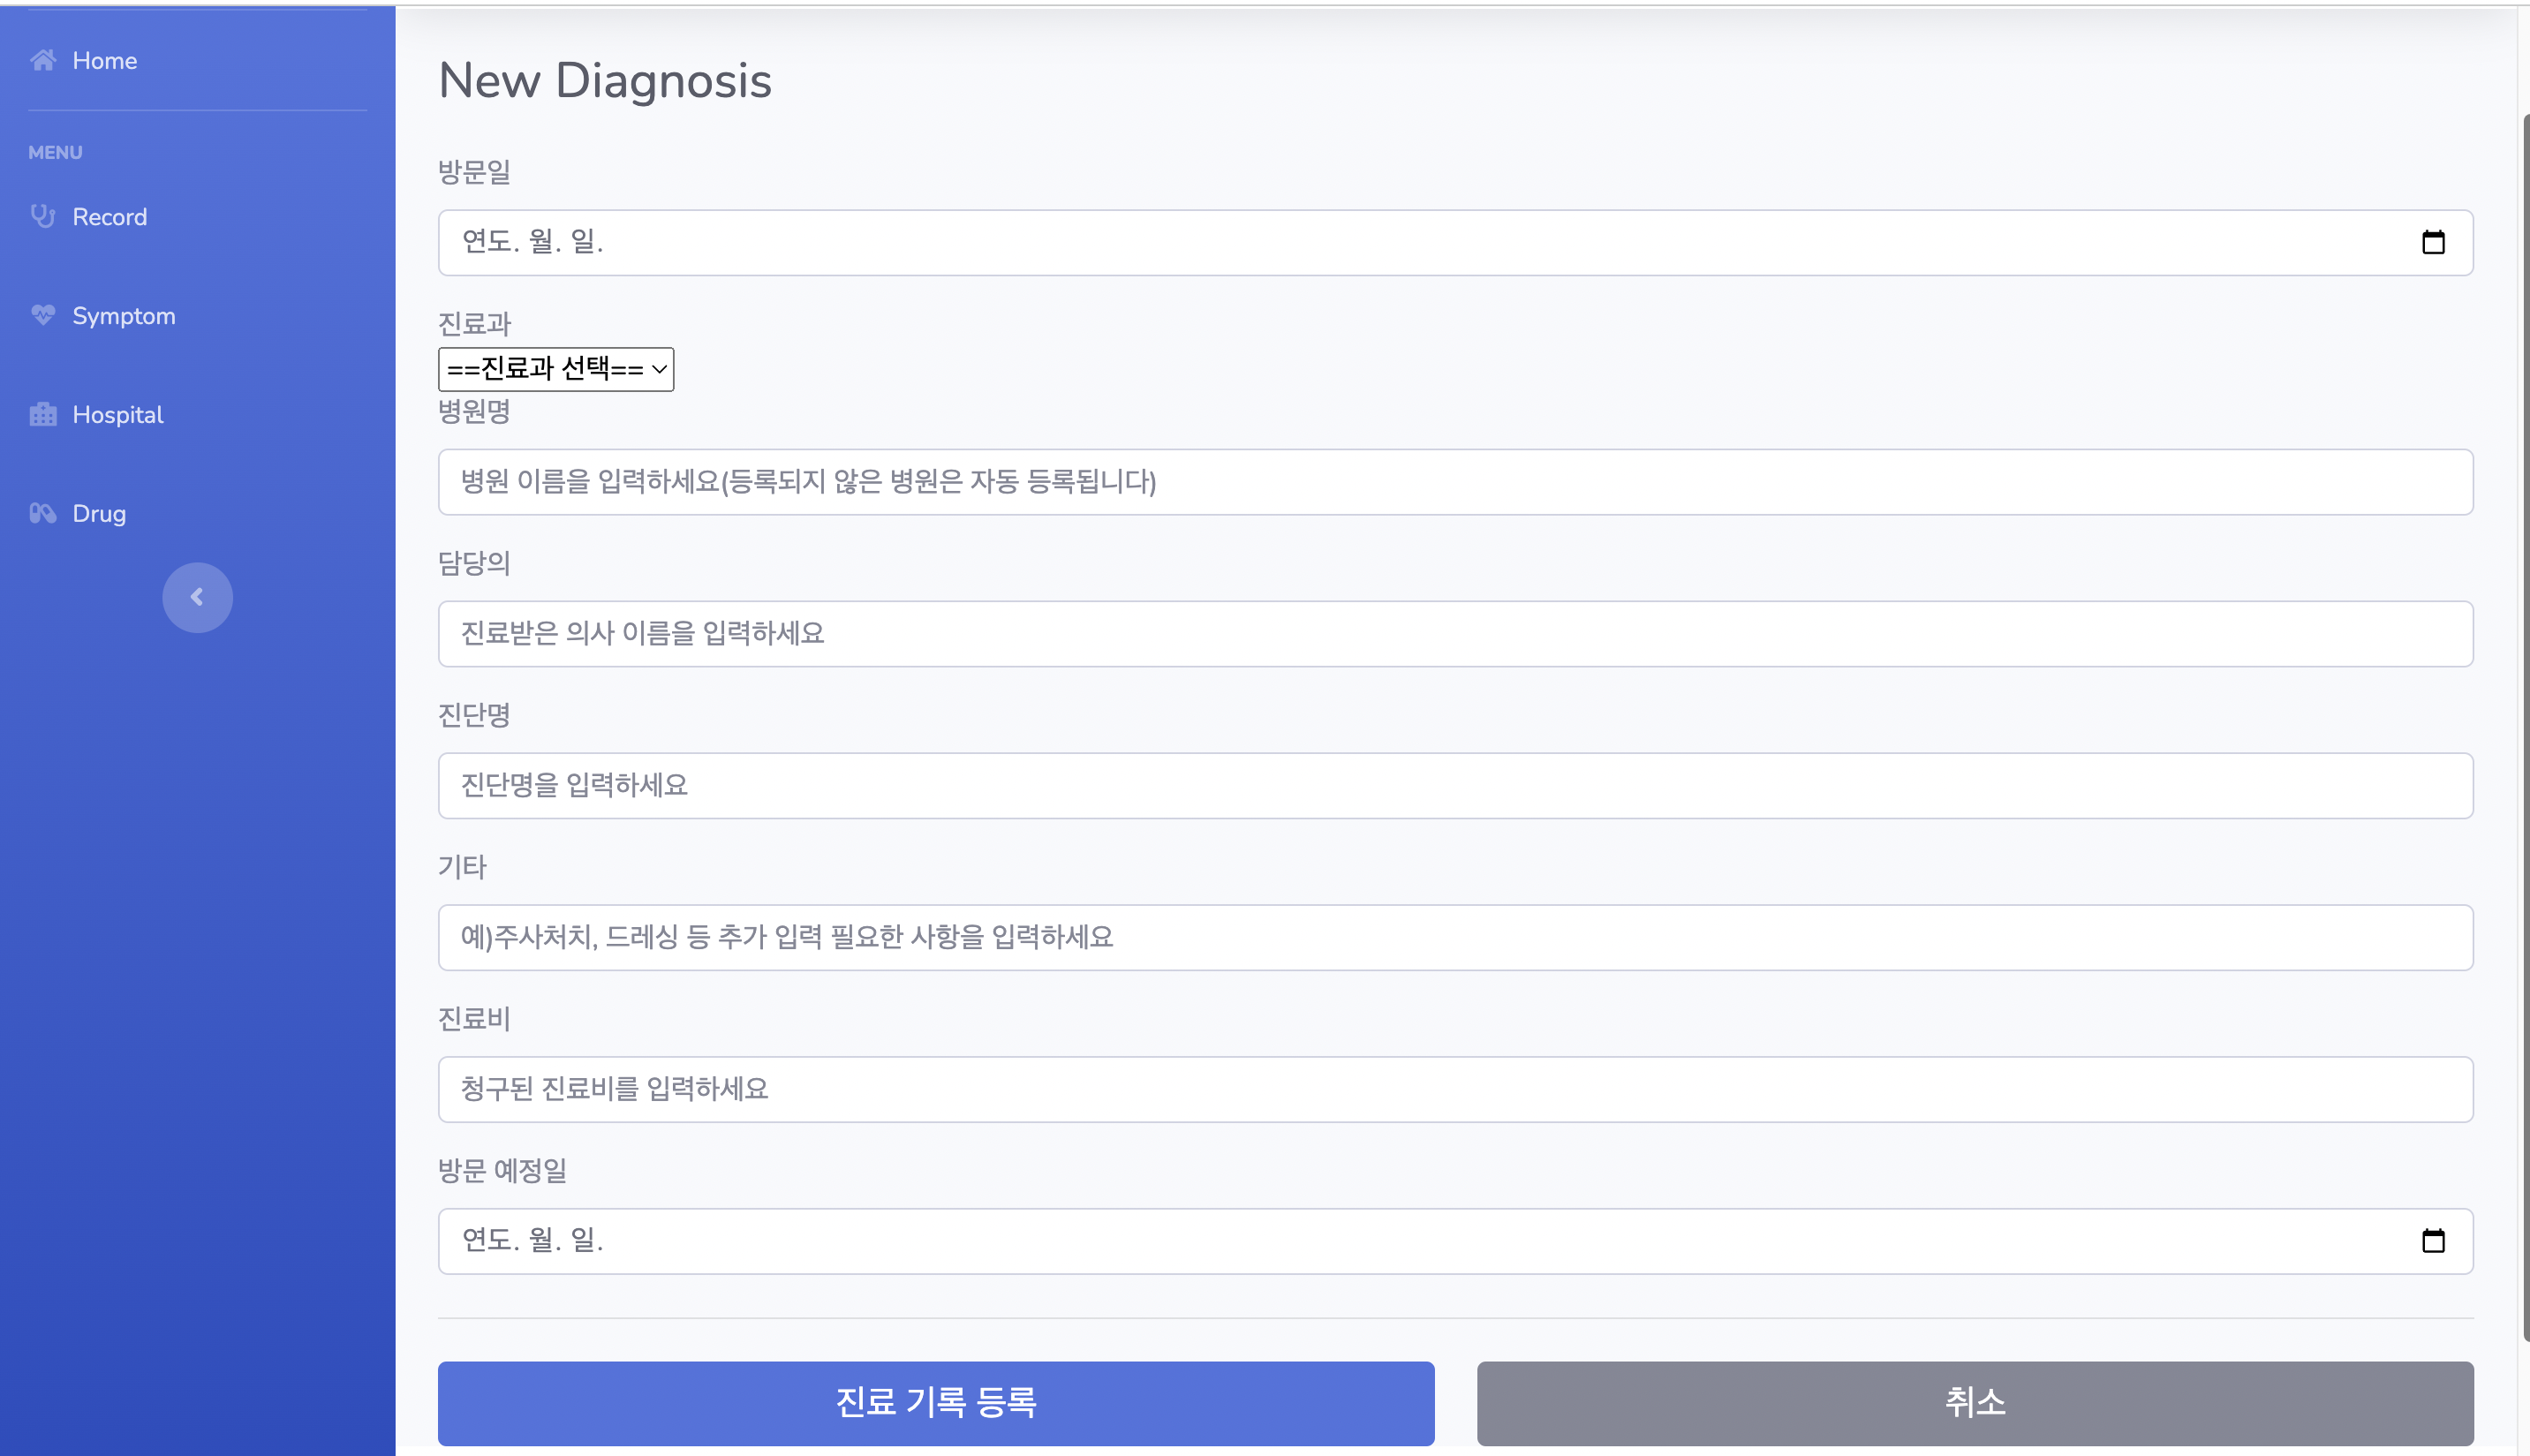 Home
MENU
Record
Symptom
Hospital
Drug
New Diagnosis
방문일
연도. 월. 일.
진료과
==진료과 선택==
병원명
병원 이름을 입력하세요(등록되지 않은 병원은 자동 등록됩니다)
담당의
진료받은 의사 이름을 입력하세요
진단명
진단명을 입력하세요
기타
예)주사처치, 드레싱 등 추가 입력 필요한 사항을 입력하세요
진료비
청구된 진료비를 입력하세요
방문 예정일
연도. 월. 일.
진료 기록 등록
취소